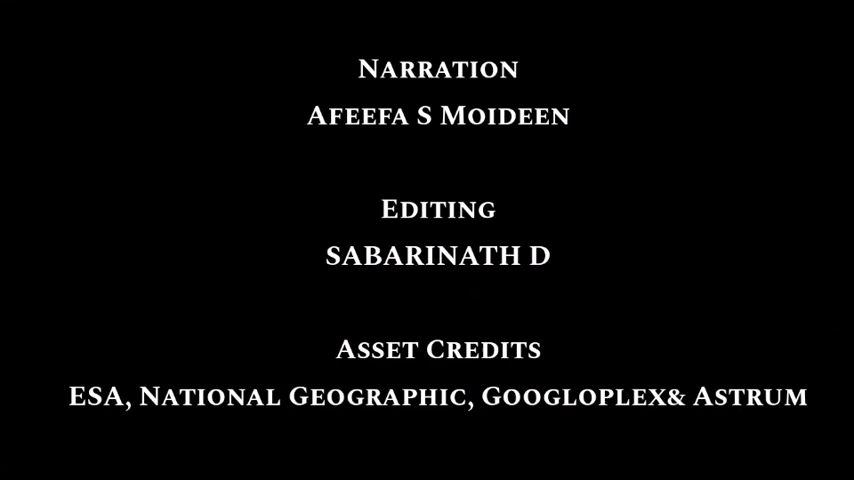 Narration
Afeefa S Moideen
Editing
SABARINATH D
Asset Credits
ESA, National Geographic, Googloplex& Astrum